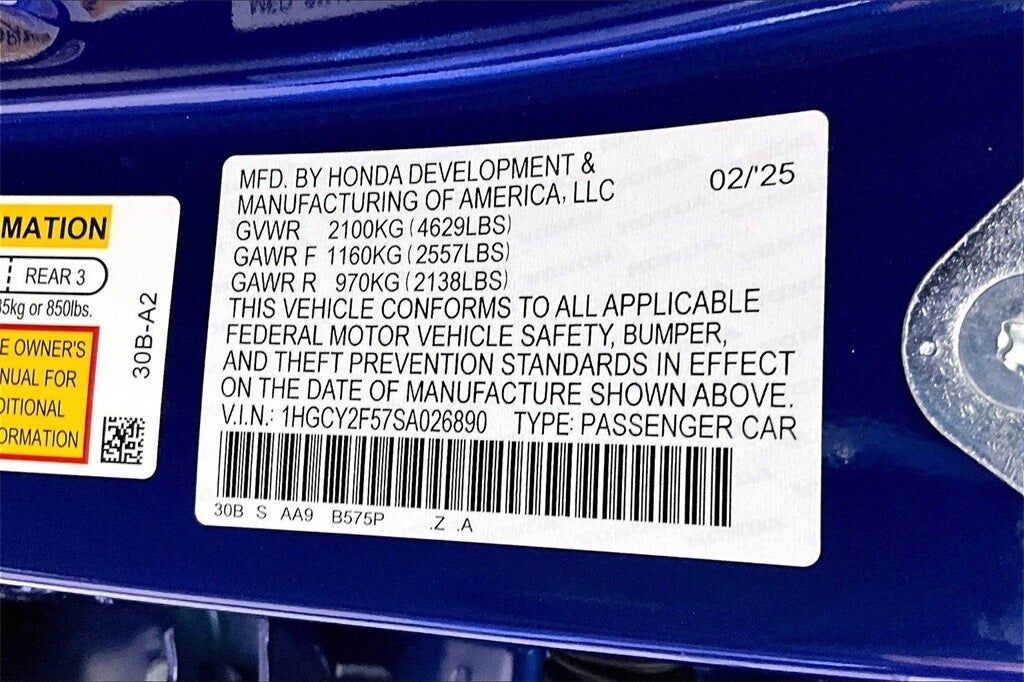 MFD. BY HONDA DEVELOPMENT &
MANUFACTURING OF AMERICA, LLC
02/'25
GVWR 2100KG (4629LBS)
GAWR F 1160KG (2557LBS)
GAWR R 970KG (2138LBS)
THIS VEHICLE CONFORMS TO ALL APPLICABLE
FEDERAL MOTOR VEHICLE SAFETY, BUMPER,
AND THEFT PREVENTION STANDARDS IN EFFECT
ON THE DATE OF MANUFACTURE SHOWN ABOVE.
V.I.N.: 1HGCY2F57SA026890 TYPE: PASSENGER CAR
30B S AA9 B575P .Z .A
MATION
REAR 3
35kg or 850lbs.
E OWNER'S
NUAL FOR
DITIONAL
ORMATION
30B-A2